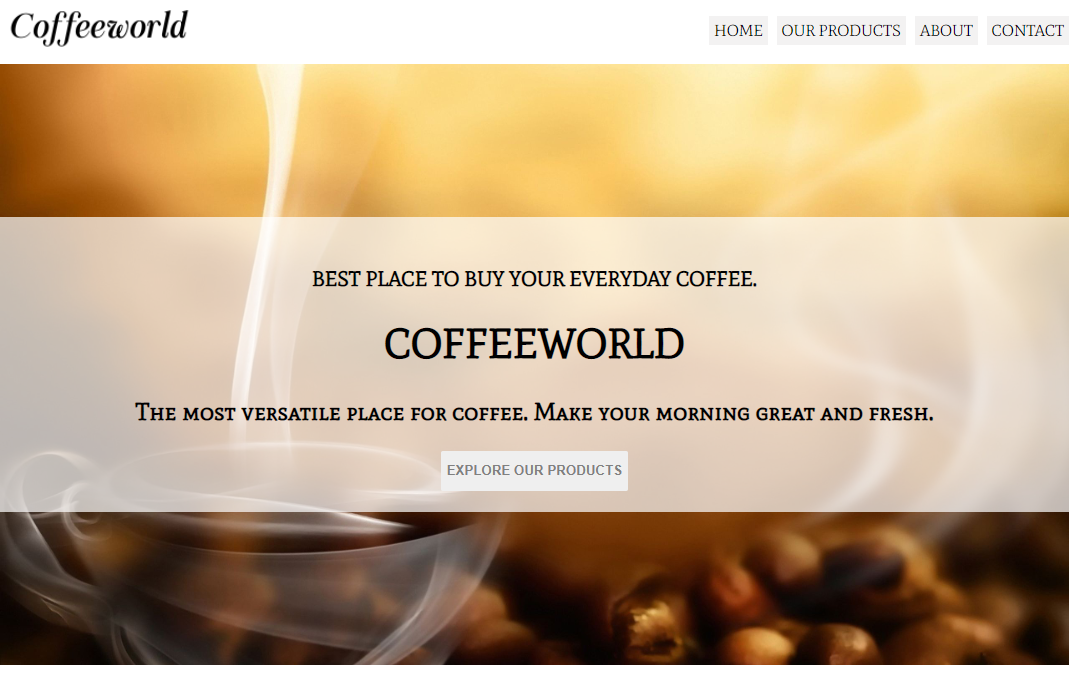 Coffeeworld
HOME OUR PRODUCTS ABOUT CONTACT
BEST PLACE TO BUY YOUR EVERYDAY COFFEE.
COFFEEWORLD
The most versatile place for coffee. Make your morning great and fresh.
EXPLORE OUR PRODUCTS